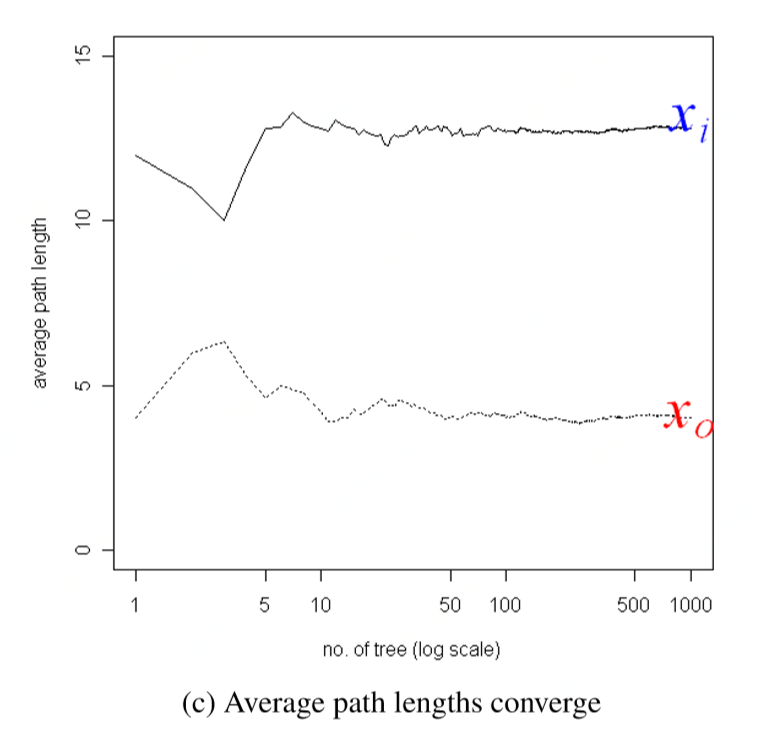 15
10
5
0
average path length
x_i
x_o
1 5 10 50 100 500 1000
no. of tree (log scale)
(c) Average path lengths converge